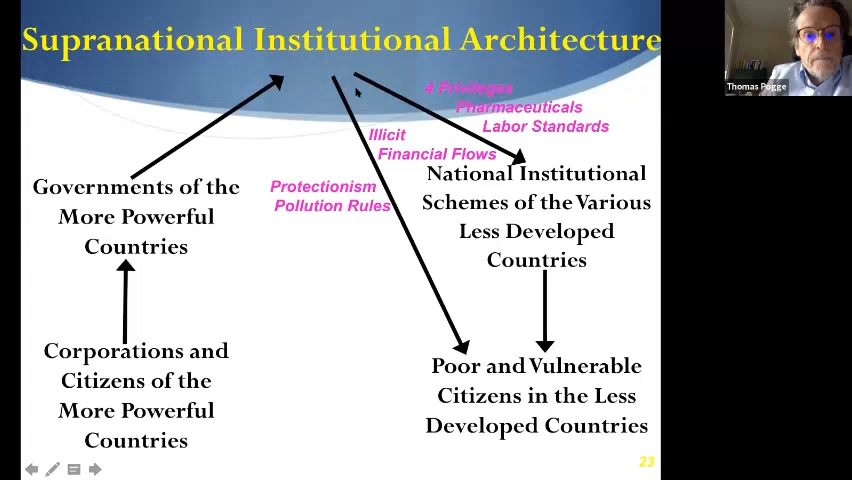 Supranational Institutional Architecture
Thomas Pogge
4 Privileges
Pharmaceuticals
Labor Standards
Illicit
Financial Flows
Protectionism
Pollution Rules
Governments of the
More Powerful
Countries
National Institutional
Schemes of the Various
Less Developed
Countries
Corporations and
Citizens of the
More Powerful
Countries
Poor and Vulnerable
Citizens in the Less
Developed Countries
23